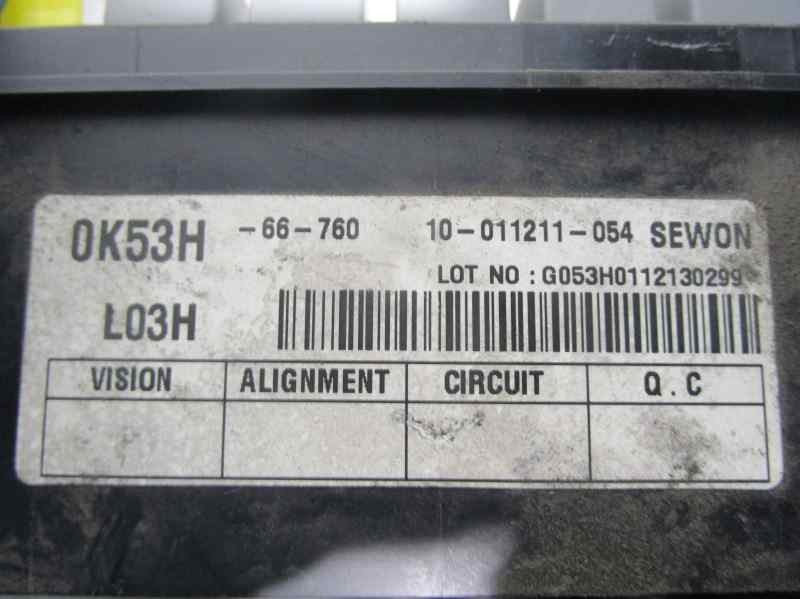 0K53H -66-760 10-011211-054 SEWON
LOT NO : G053H0112130299
L03H
VISION ALIGNMENT CIRCUIT Q.C